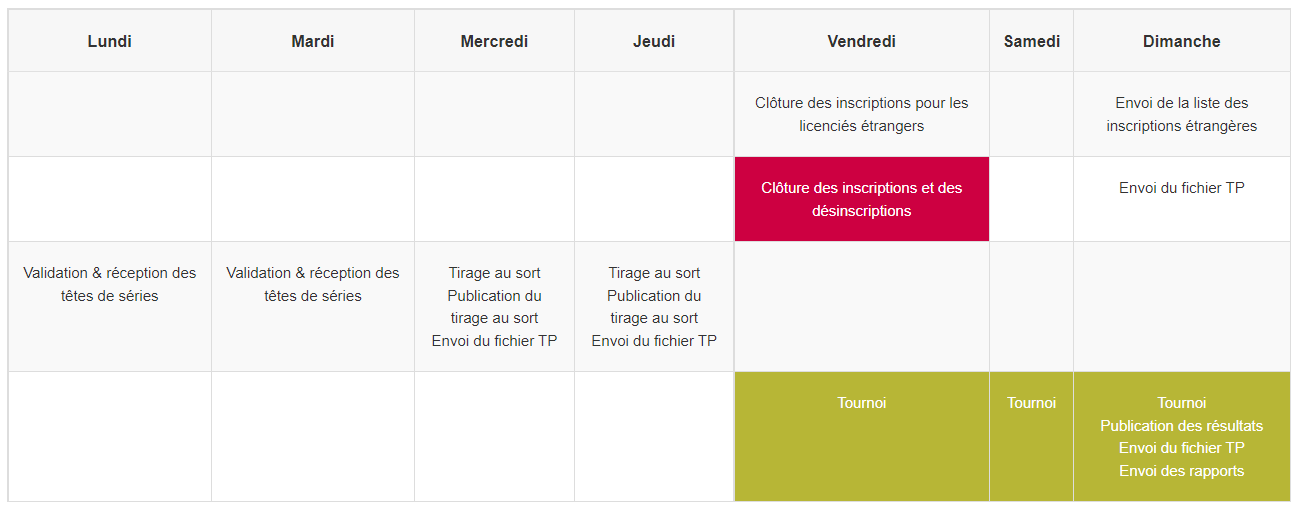 Lundi
Mardi
Mercredi
Jeudi
Vendredi
Samedi
Dimanche
Clôture des inscriptions pour les
licenciés étrangers
Envoi de la liste des
inscriptions étrangères
Clôture des inscriptions et des
désinscriptions
Envoi du fichier TP
Validation & réception des
têtes de séries
Validation & réception des
têtes de séries
Tirage au sort
Publication du
tirage au sort
Envoi du fichier TP
Tirage au sort
Publication du
tirage au sort
Envoi du fichier TP
Tournoi
Tournoi
Tournoi
Publication des résultats
Envoi du fichier TP
Envoi des rapports